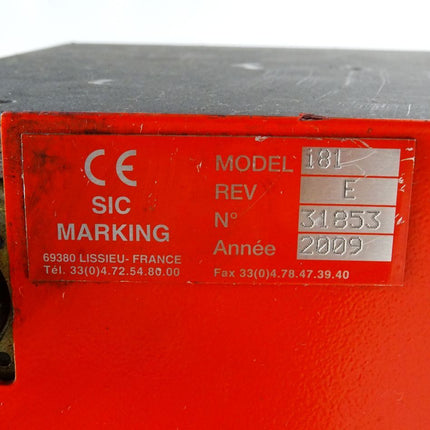 CE
SIC
MARKING
69380 LISSIEU- FRANCE
Tél. 33(0)4.72.54.80.00
MODEL i81
REV E
N° 31853
Année 2009
Fax 33(0)4.78.47.39.40